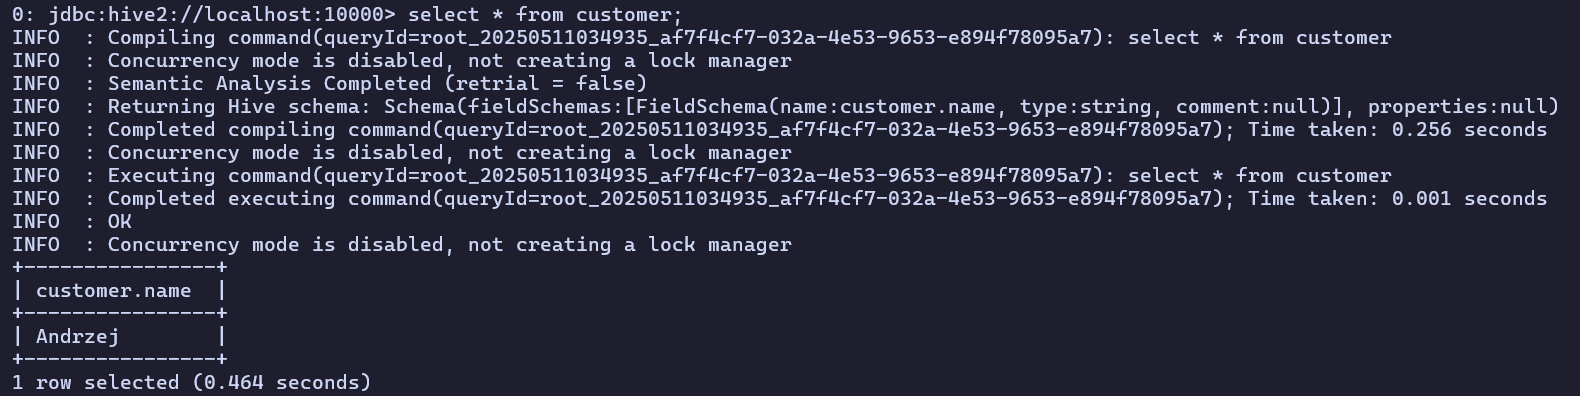 0: jdbc:hive2://localhost:10000> select * from customer;
INFO  : Compiling command(queryId=root_20250511034935_af7f4cf7-032a-4e53-9653-e894f78095a7): select * from customer
INFO  : Concurrency mode is disabled, not creating a lock manager
INFO  : Semantic Analysis Completed (retrial = false)
INFO  : Returning Hive schema: Schema(fieldSchemas:[FieldSchema(name:customer.name, type:string, comment:null)], properties:null)
INFO  : Completed compiling command(queryId=root_20250511034935_af7f4cf7-032a-4e53-9653-e894f78095a7); Time taken: 0.256 seconds
INFO  : Concurrency mode is disabled, not creating a lock manager
INFO  : Executing command(queryId=root_20250511034935_af7f4cf7-032a-4e53-9653-e894f78095a7): select * from customer
INFO  : Completed executing command(queryId=root_20250511034935_af7f4cf7-032a-4e53-9653-e894f78095a7); Time taken: 0.001 seconds
INFO  : OK
INFO  : Concurrency mode is disabled, not creating a lock manager
+----------------+
| customer.name  |
+----------------+
| Andrzej        |
+----------------+
1 row selected (0.464 seconds)